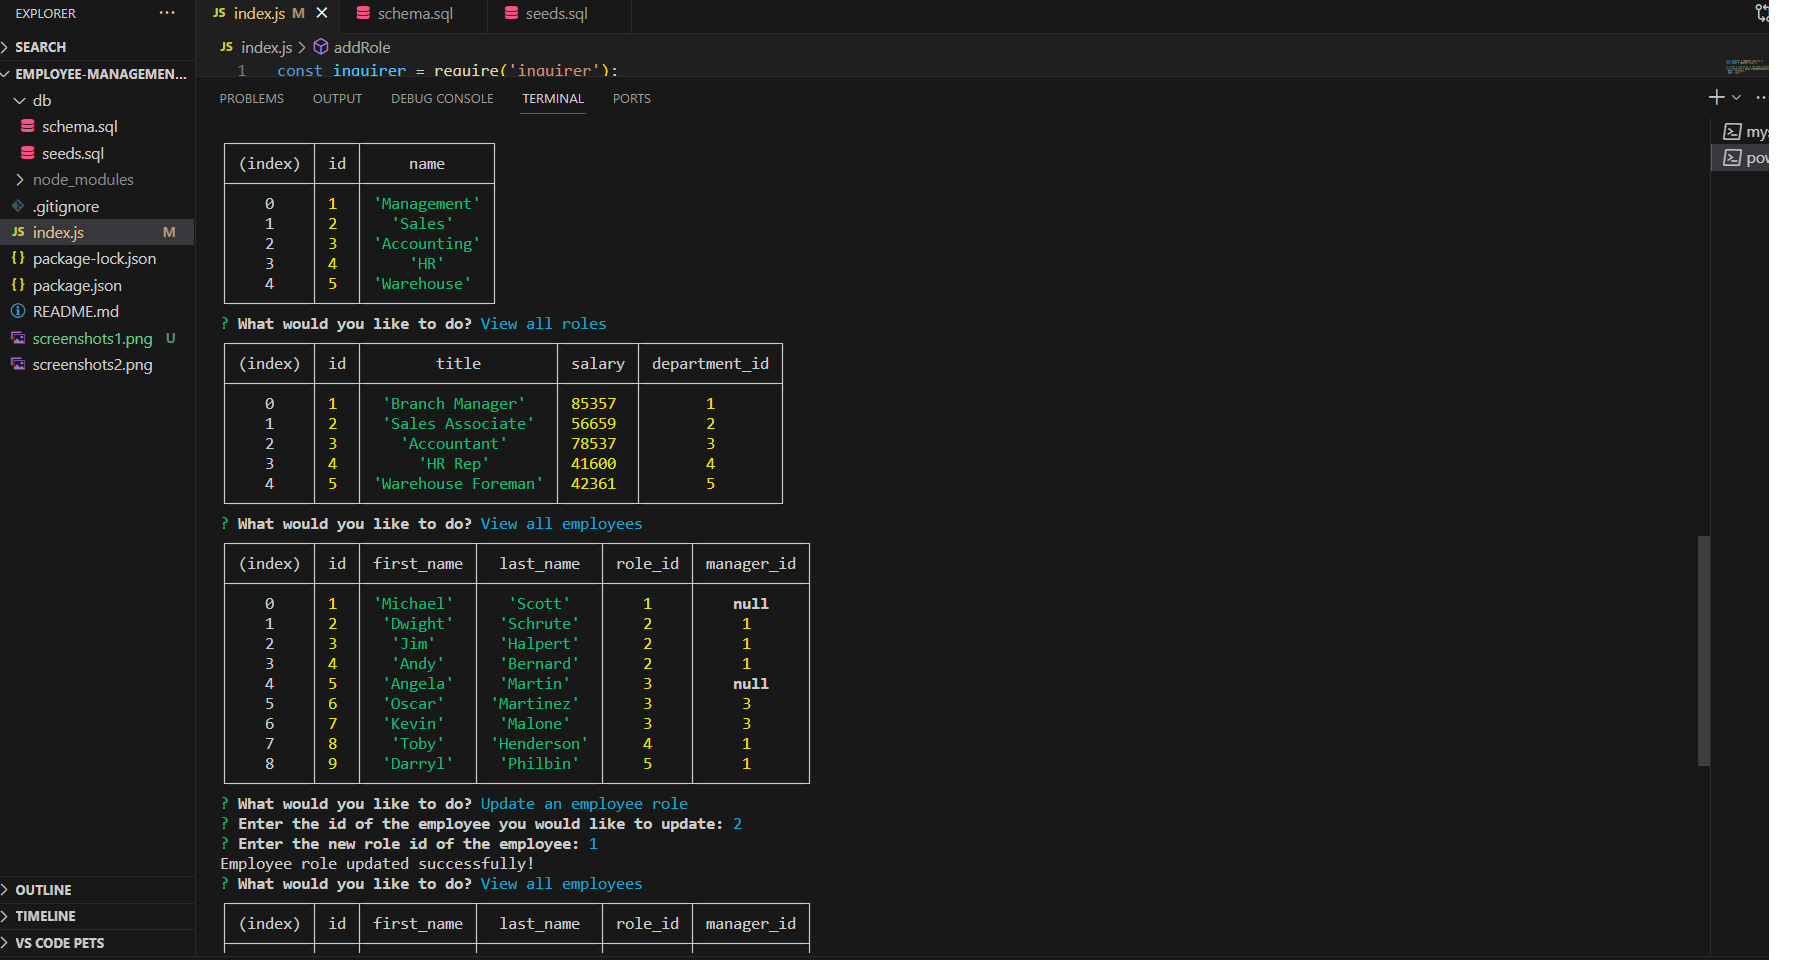 EXPLORER ···
SEARCH
EMPLOYEE-MANAGEMEN...
db
schema.sql
seeds.sql
node_modules
.gitignore
JS index.js M
{} package-lock.json
{} package.json
README.md
screenshots1.png U
screenshots2.png
OUTLINE
TIMELINE
VS CODE PETS
JS index.js M
schema.sql
seeds.sql
JS index.js > addRole
1 const inquirer = require('inquirer');
PROBLEMS OUTPUT DEBUG CONSOLE TERMINAL PORTS
(index) id name
0 1 'Management'
1 2 'Sales'
2 3 'Accounting'
3 4 'HR'
4 5 'Warehouse'
? What would you like to do? View all roles
(index) id title salary department_id
0 1 'Branch Manager' 85357 1
1 2 'Sales Associate' 56659 2
2 3 'Accountant' 78537 3
3 4 'HR Rep' 41600 4
4 5 'Warehouse Foreman' 42361 5
? What would you like to do? View all employees
(index) id first_name last_name role_id manager_id
0 1 'Michael' 'Scott' 1 null
1 2 'Dwight' 'Schrute' 2 1
2 3 'Jim' 'Halpert' 2 1
3 4 'Andy' 'Bernard' 2 1
4 5 'Angela' 'Martin' 3 null
5 6 'Oscar' 'Martinez' 3 3
6 7 'Kevin' 'Malone' 3 3
7 8 'Toby' 'Henderson' 4 1
8 9 'Darryl' 'Philbin' 5 1
? What would you like to do? Update an employee role
? Enter the id of the employee you would like to update: 2
? Enter the new role id of the employee: 1
Employee role updated successfully!
? What would you like to do? View all employees
(index) id first_name last_name role_id manager_id